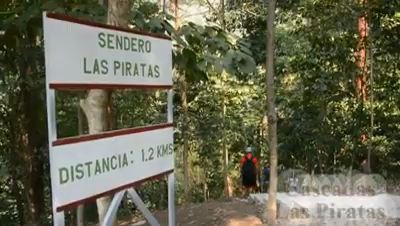 SENDERO
LAS PIRATAS
DISTANCIA: 1.2 KMS
Cascadas
Las Piratas